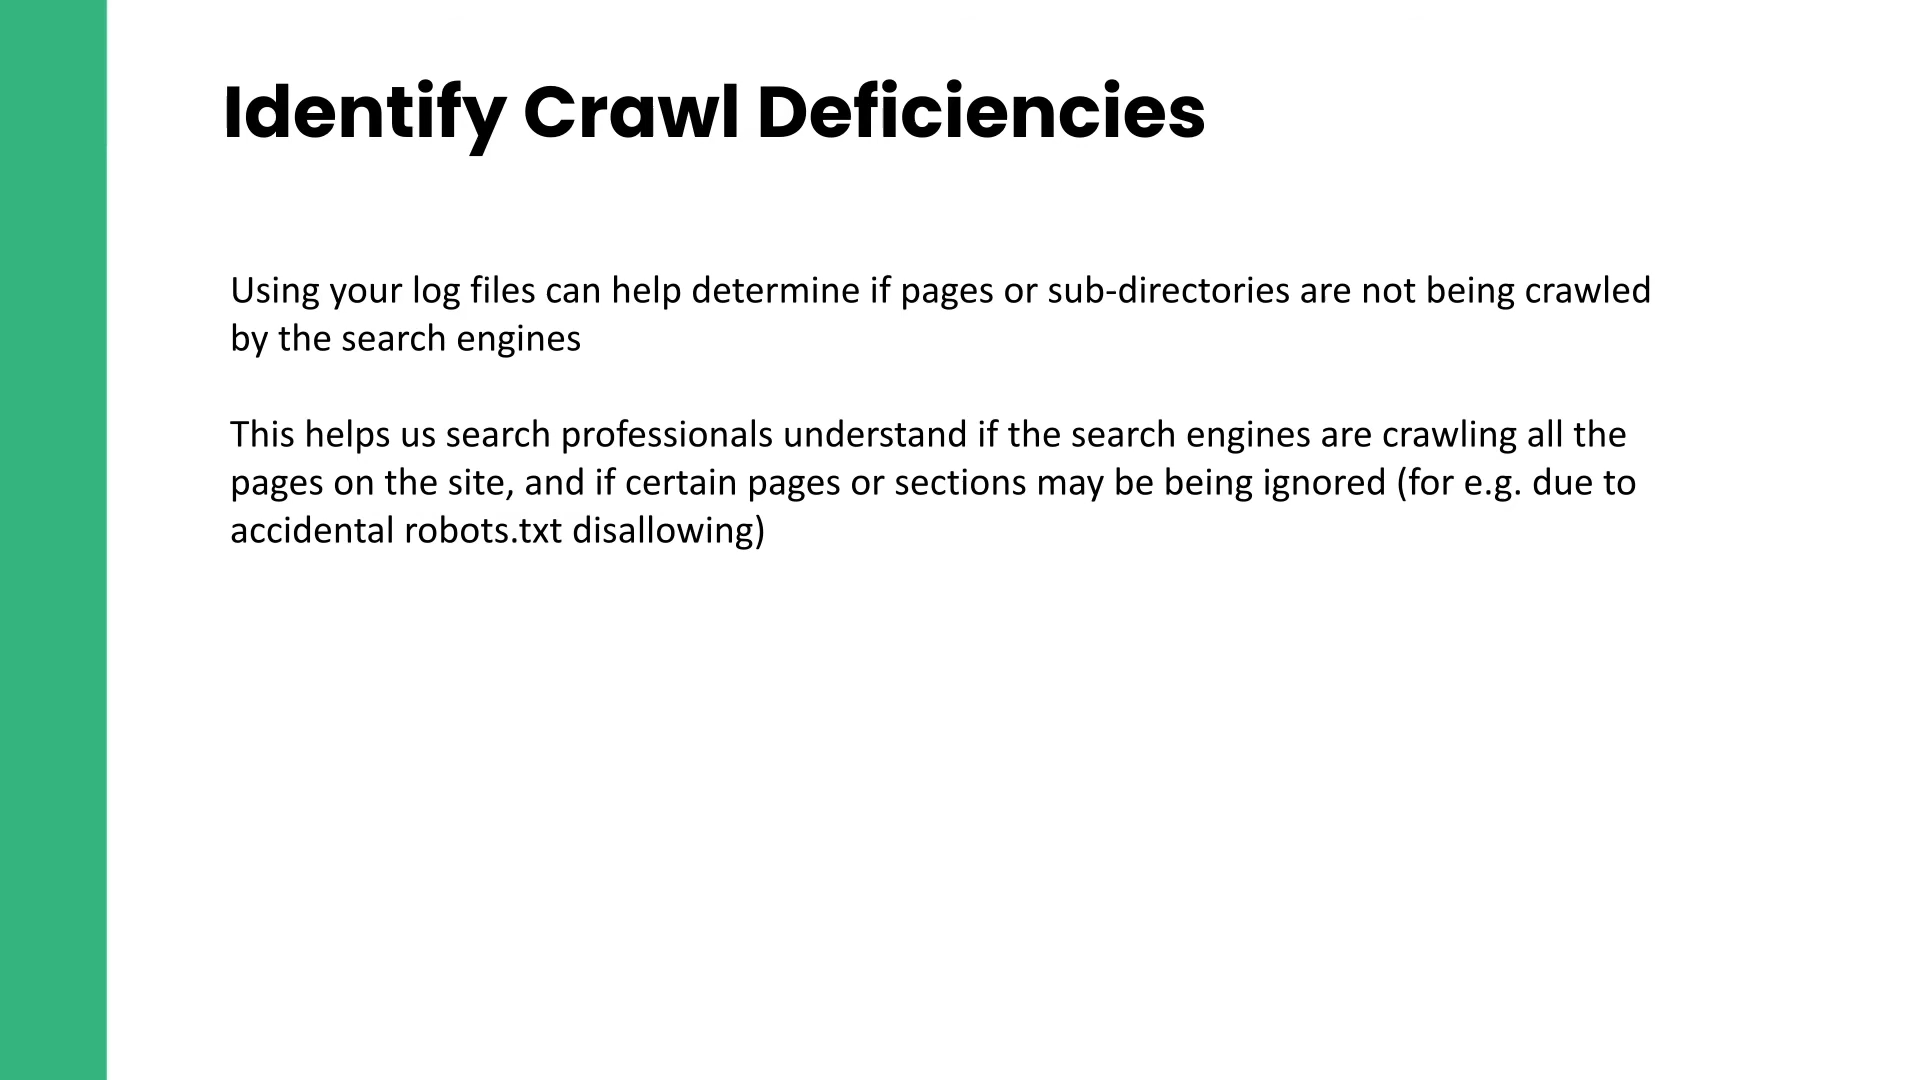 Identify Crawl Deficiencies
Using your log files can help determine if pages or sub-directories are not being crawled
by the search engines
This helps us search professionals understand if the search engines are crawling all the
pages on the site, and if certain pages or sections may be being ignored (for e.g. due to
accidental robots.txt disallowing)